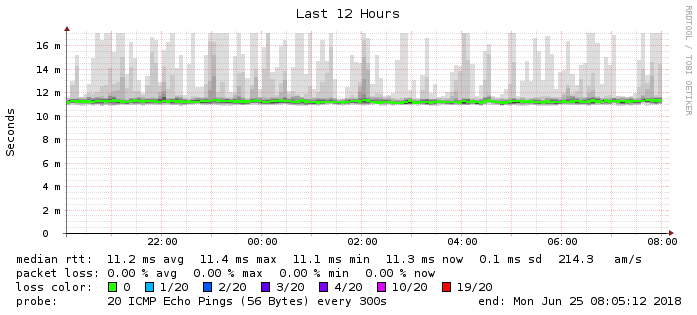 Last 12 Hours
RRDTOOL / TOBI OETIKER
Seconds
16 m
14 m
12 m
10 m
8 m
6 m
4 m
2 m
0
22:00 00:00 02:00 04:00 06:00 08:00
median rtt: 11.2 ms avg 11.4 ms max 11.1 ms min 11.3 ms now 0.1 ms sd 214.3 am/s
packet loss: 0.00 % avg 0.00 % max 0.00 % min 0.00 % now
loss color: 0 1/20 2/20 3/20 4/20 10/20 19/20
probe: 20 ICMP Echo Pings (56 Bytes) every 300s end: Mon Jun 25 08:05:12 2018